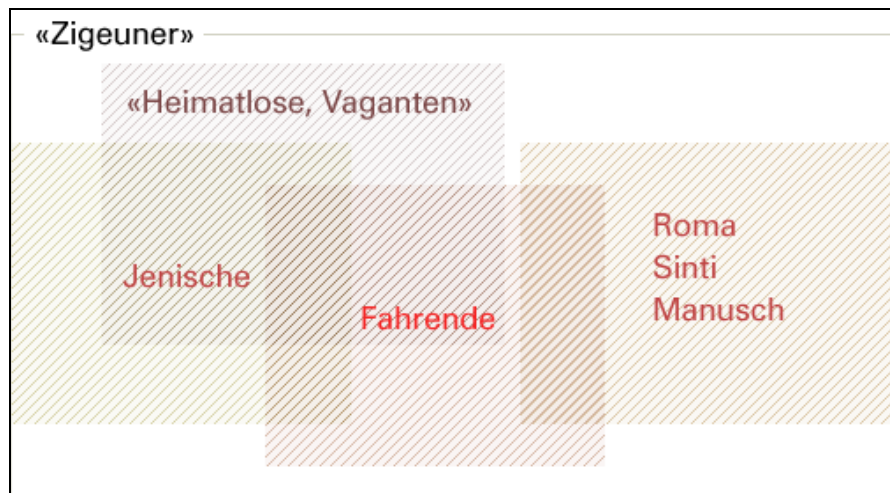 «Zigeuner»
«Heimatlose, Vaganten»
Jenische
Fahrende
Roma
Sinti
Manusch